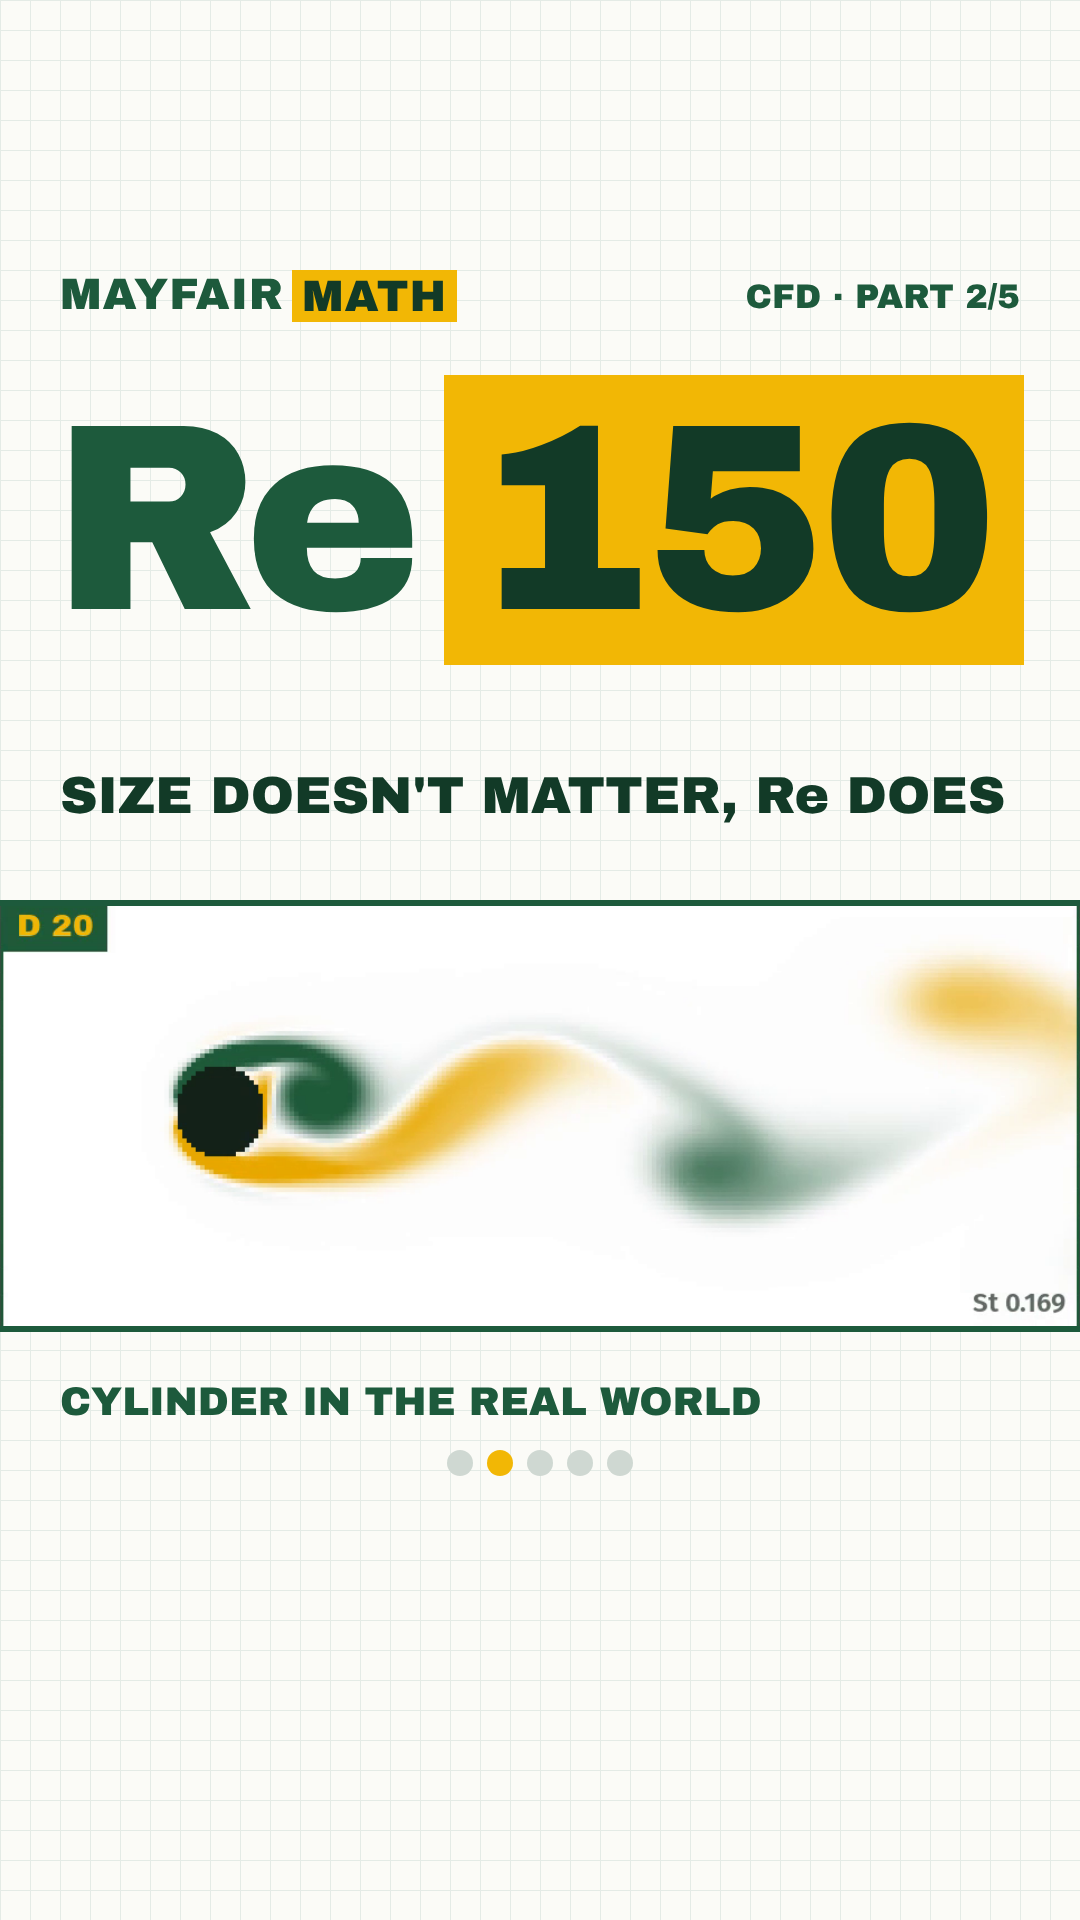 MAYFAIR MATH
CFD · PART 2/5
Re 150
SIZE DOESN'T MATTER, Re DOES
D 20
St 0.169
CYLINDER IN THE REAL WORLD